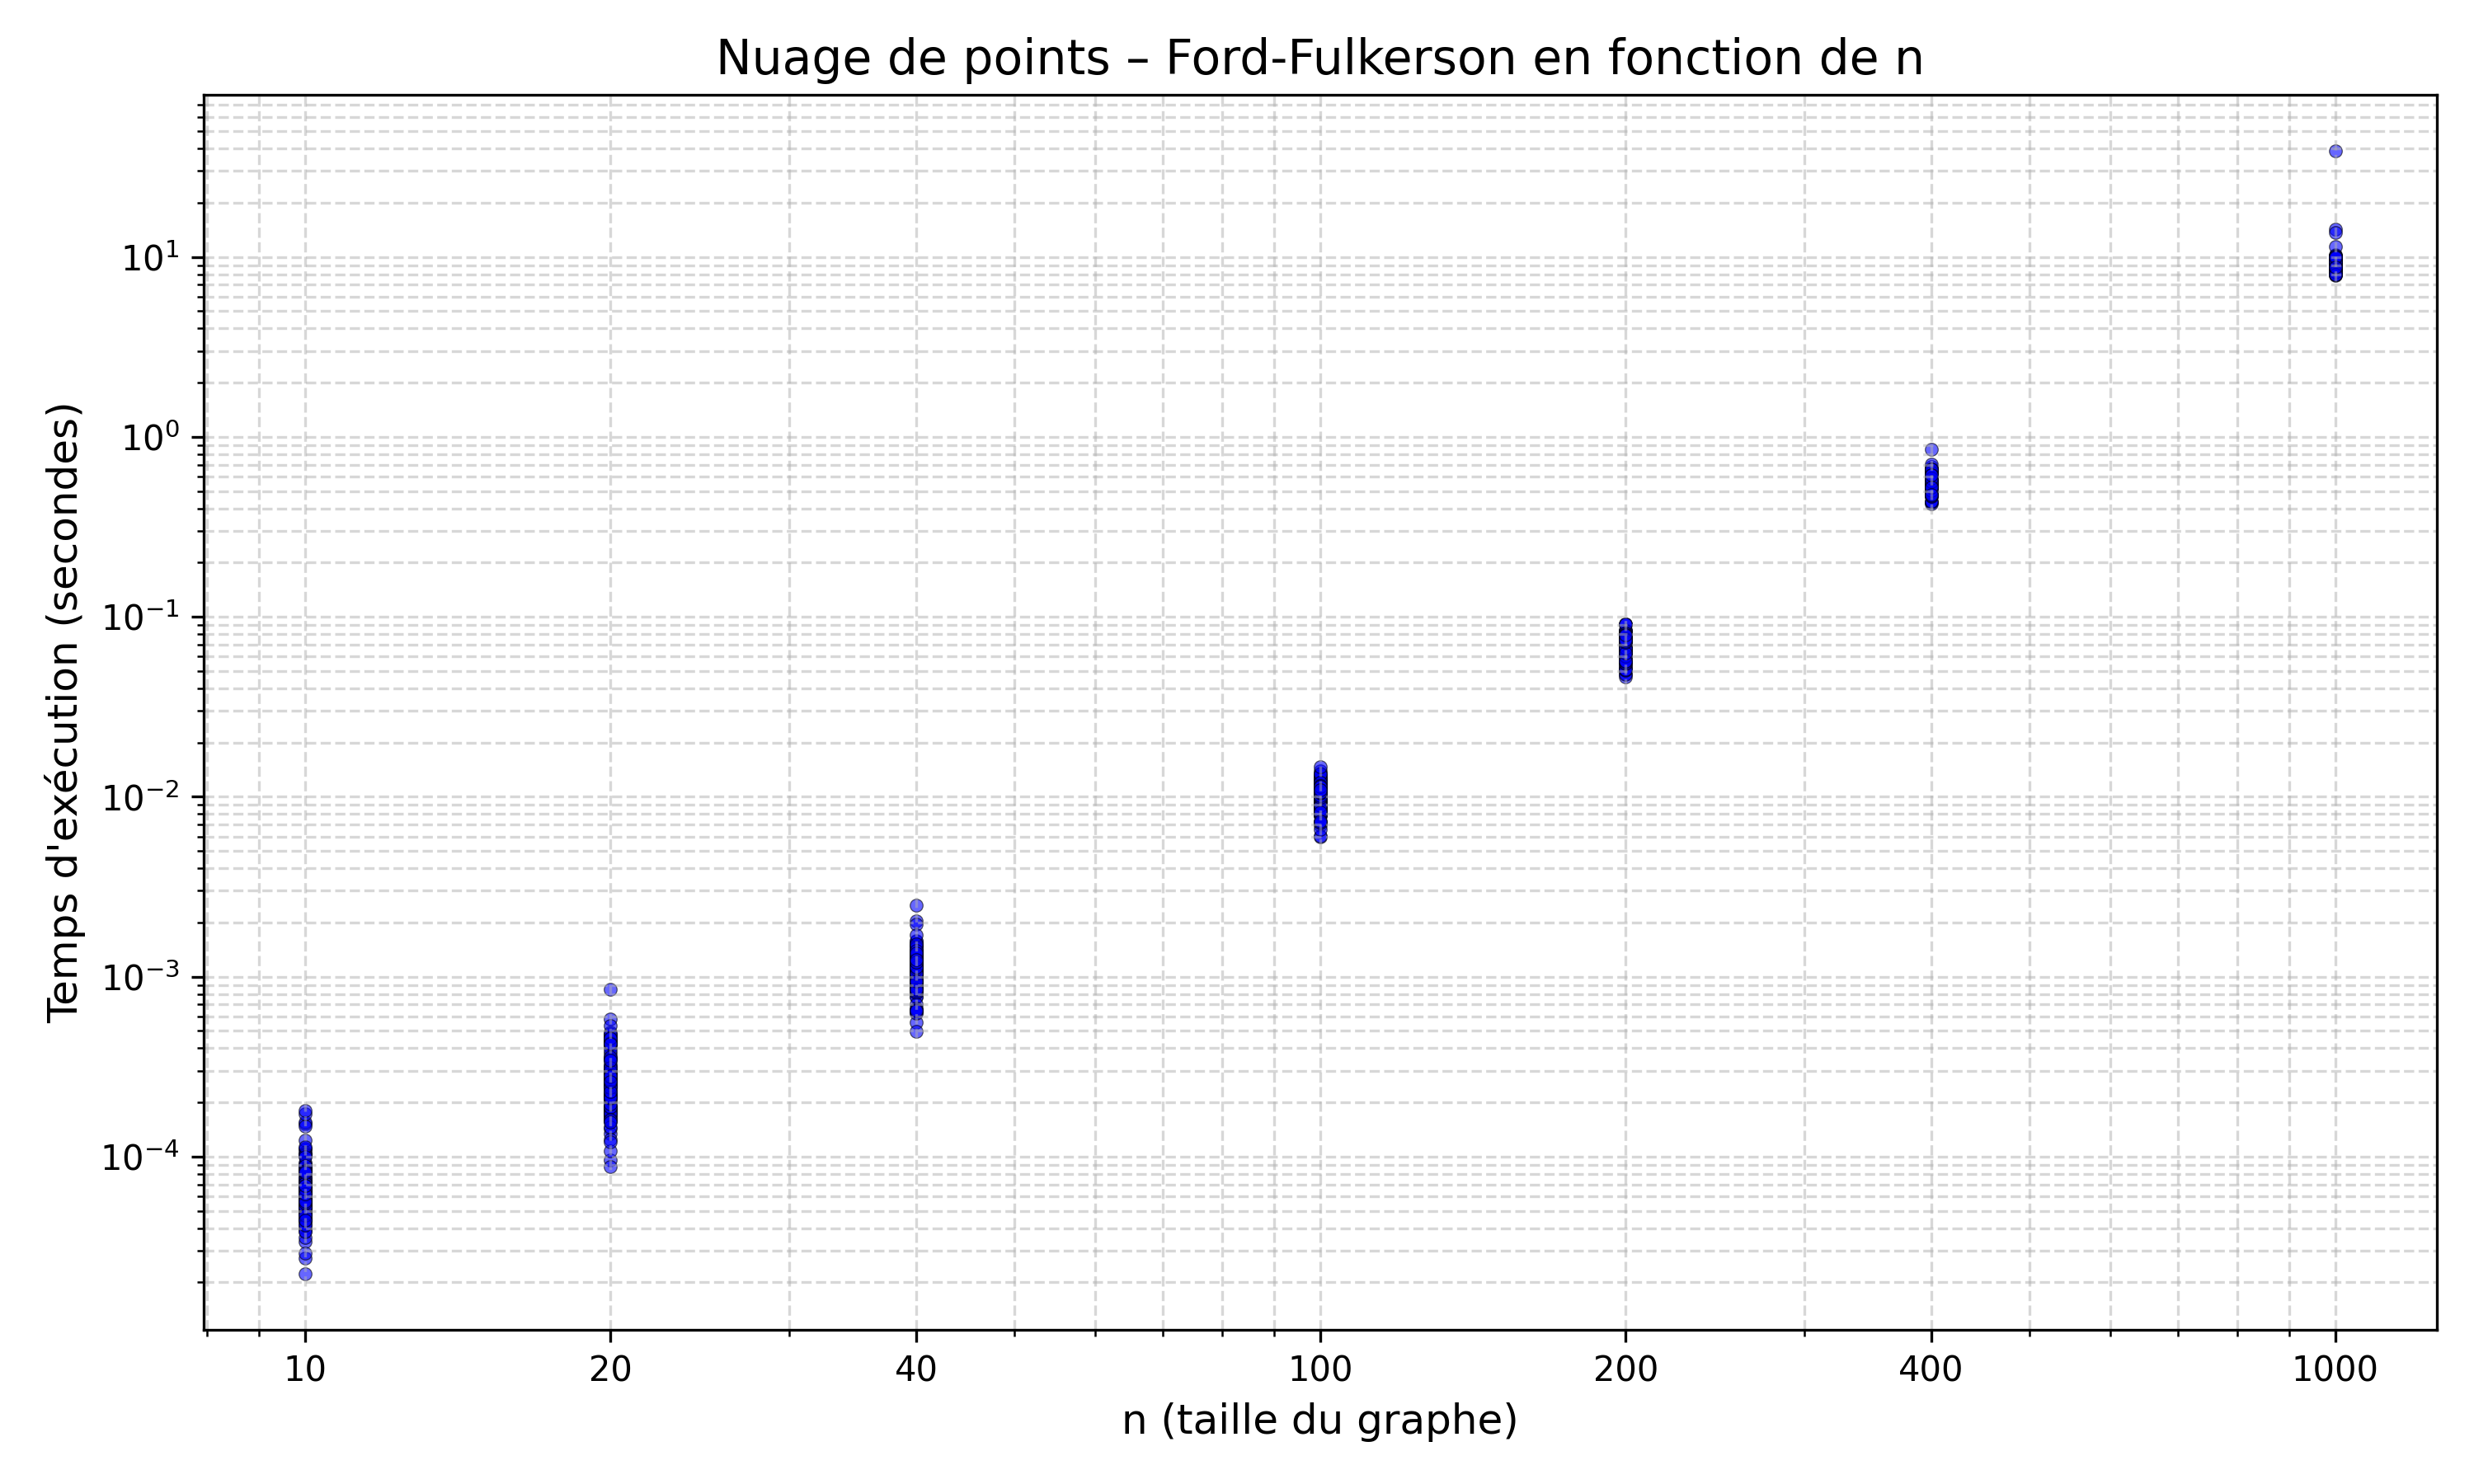 Nuage de points – Ford-Fulkerson en fonction de n
Temps d'exécution (secondes)
10¹
10⁰
10⁻¹
10⁻²
10⁻³
10⁻⁴
10 20 40 100 200 400 1000
n (taille du graphe)